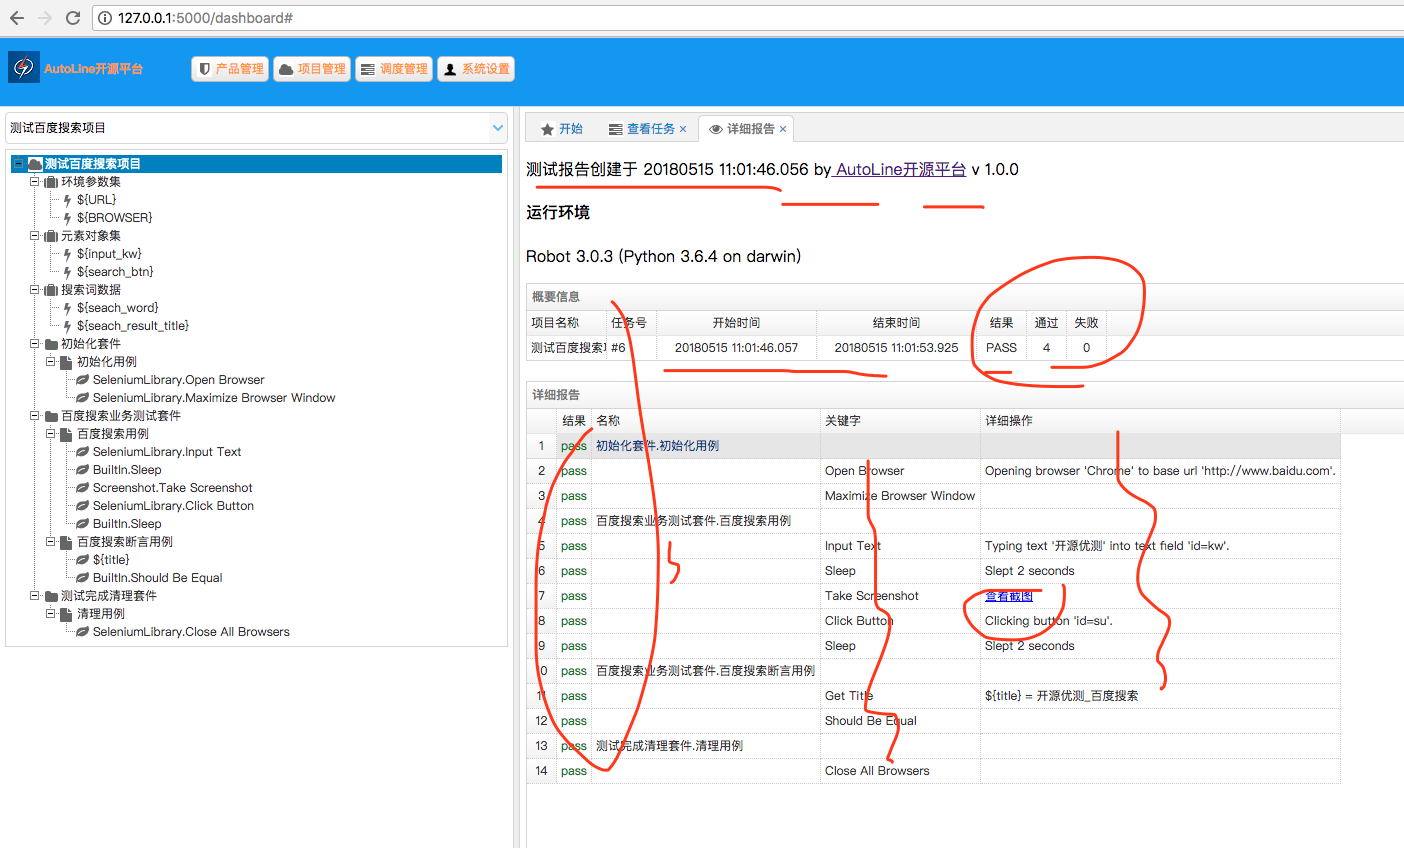 127.0.0.1:5000/dashboard#
AutoLine开源平台
产品管理
项目管理
调度管理
系统设置
测试百度搜索项目
测试百度搜索项目
环境参数集
${URL}
${BROWSER}
元素对象集
${input_kw}
${search_btn}
搜索词数据
${seach_word}
${seach_result_title}
初始化套件
初始化用例
SeleniumLibrary.Open Browser
SeleniumLibrary.Maximize Browser Window
百度搜索业务测试套件
百度搜索用例
SeleniumLibrary.Input Text
BuiltIn.Sleep
Screenshot.Take Screenshot
SeleniumLibrary.Click Button
BuiltIn.Sleep
百度搜索断言用例
${title}
BuiltIn.Should Be Equal
测试完成清理套件
清理用例
SeleniumLibrary.Close All Browsers
开始 查看任务 × 详细报告 ×
测试报告创建于 20180515 11:01:46.056 by AutoLine开源平台 v 1.0.0
运行环境
Robot 3.0.3 (Python 3.6.4 on darwin)
概要信息
项目名称 任务号 开始时间 结束时间 结果 通过 失败
测试百度搜索 #6 20180515 11:01:46.057 20180515 11:01:53.925 PASS 4 0
详细报告
结果 名称 关键字 详细操作
1 pass 初始化套件.初始化用例
2 pass Open Browser Opening browser 'Chrome' to base url 'http://www.baidu.com'.
3 pass Maximize Browser Window
4 pass 百度搜索业务测试套件.百度搜索用例
5 pass Input Text Typing text '开源优测' into text field 'id=kw'.
6 pass Sleep Slept 2 seconds
7 pass Take Screenshot 查看截图
8 pass Click Button Clicking button 'id=su'.
9 pass Sleep Slept 2 seconds
10 pass 百度搜索业务测试套件.百度搜索断言用例
11 pass Get Title ${title} = 开源优测_百度搜索
12 pass Should Be Equal
13 pass 测试完成清理套件.清理用例
14 pass Close All Browsers